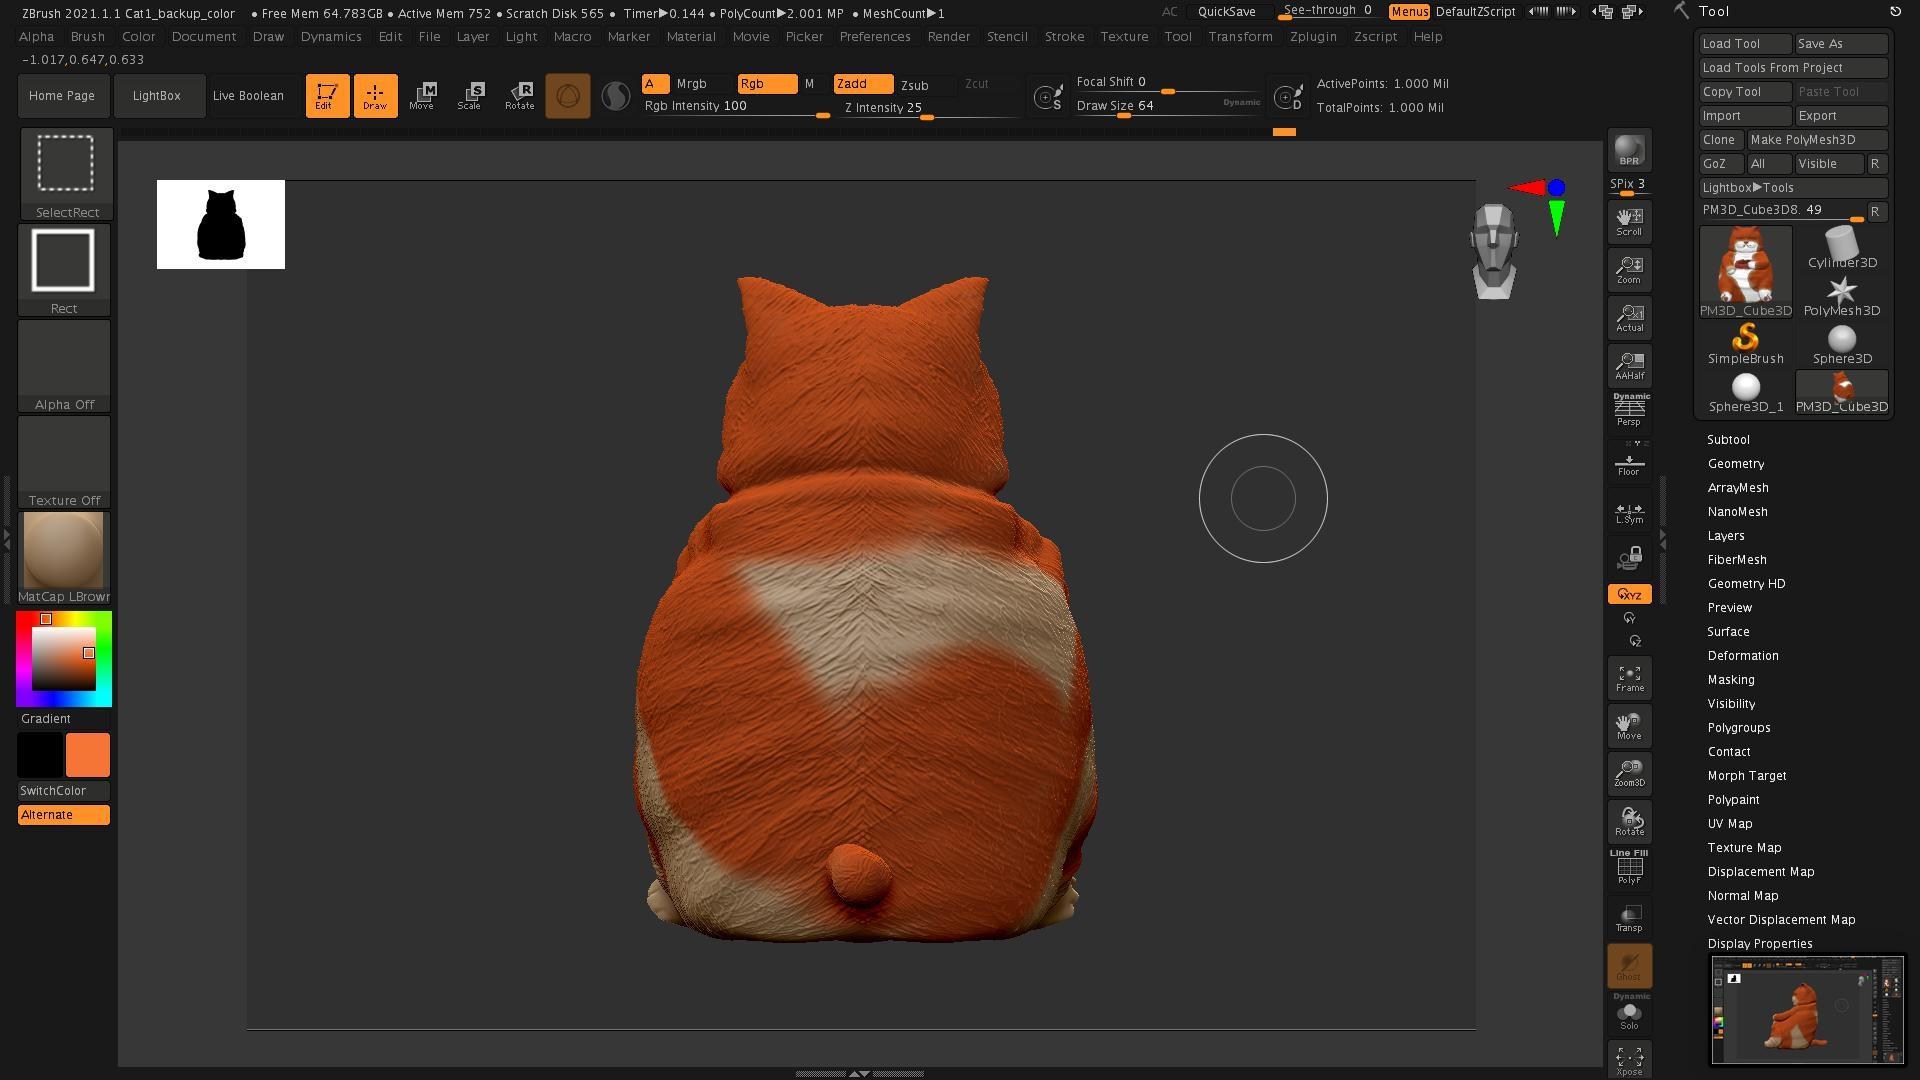 ZBrush 2021.1.1 Cat1_backup_color • Free Mem 64.783GB • Active Mem 752 • Scratch Disk 565 • Timer▶0.144 • PolyCount▶2.001 MP • MeshCount▶1 AC QuickSave See-through 0 Menus DefaultZScript
Alpha Brush Color Document Draw Dynamics Edit File Layer Light Macro Marker Material Movie Picker Preferences Render Stencil Stroke Texture Tool Transform Zplugin Zscript Help
-1.017,0.647,0.633
Home Page LightBox Live Boolean Edit Draw Move Scale Rotate
A Mrgb Rgb M Zadd Zsub Zcut
Rgb Intensity 100 Z Intensity 25
Focal Shift 0
Draw Size 64 Dynamic
S D
ActivePoints: 1.000 Mil
TotalPoints: 1.000 Mil
SelectRect
Rect
Alpha Off
Texture Off
MatCap LBrown
Gradient
SwitchColor
Alternate
BPR
SPix 3
Scroll
Zoom
Actual
AAHalf
Dynamic
Persp
Floor
L.Sym
XYZ
Y
Z
Frame
Move
Zoom3D
Rotate
Line Fill
PolyF
Transp
Ghost
Dynamic
Solo
Xpose
Tool
Load Tool Save As
Load Tools From Project
Copy Tool Paste Tool
Import Export
Clone Make PolyMesh3D
GoZ All Visible R
Lightbox▶Tools
PM3D_Cube3D8. 49 R
Cylinder3D
PM3D_Cube3D PolyMesh3D
SimpleBrush Sphere3D
Sphere3D_1 PM3D_Cube3D
Subtool
Geometry
ArrayMesh
NanoMesh
Layers
FiberMesh
Geometry HD
Preview
Surface
Deformation
Masking
Visibility
Polygroups
Contact
Morph Target
Polypaint
UV Map
Texture Map
Displacement Map
Normal Map
Vector Displacement Map
Display Properties